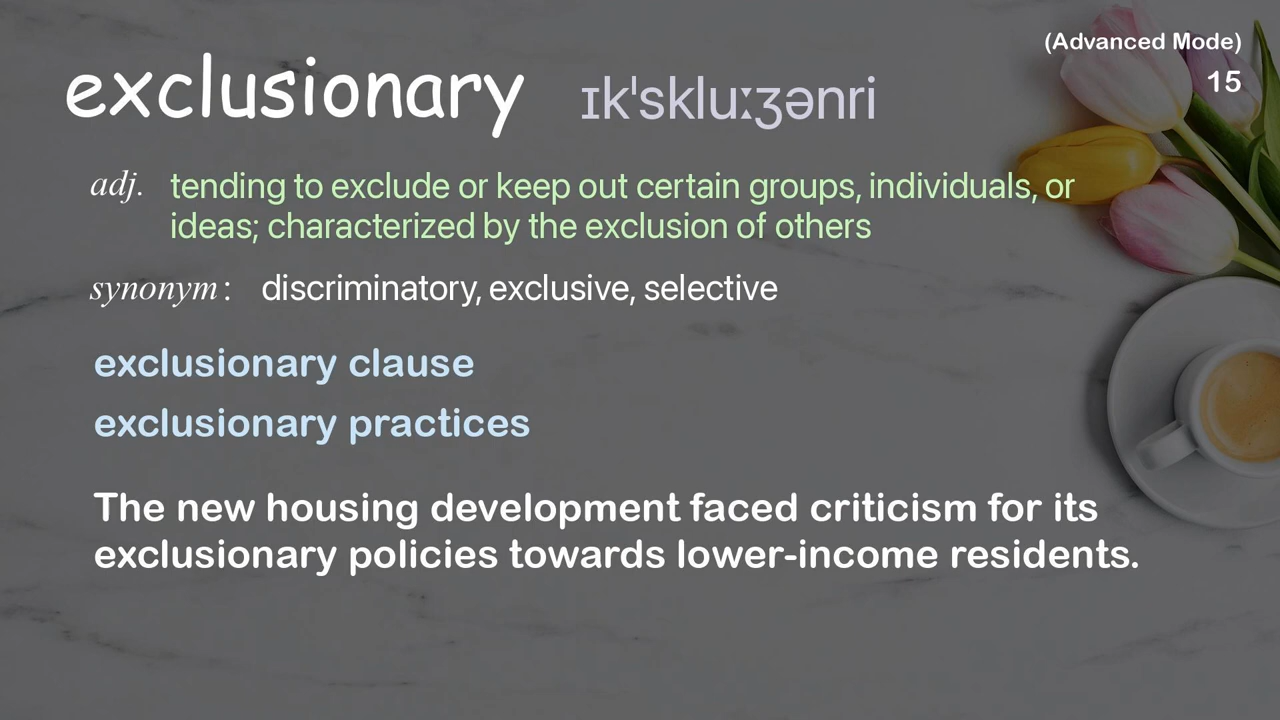 (Advanced Mode)
15
exclusionary ɪkˈskluːʒənri
adj. tending to exclude or keep out certain groups, individuals, or
ideas; characterized by the exclusion of others
synonym: discriminatory, exclusive, selective
exclusionary clause
exclusionary practices
The new housing development faced criticism for its
exclusionary policies towards lower-income residents.